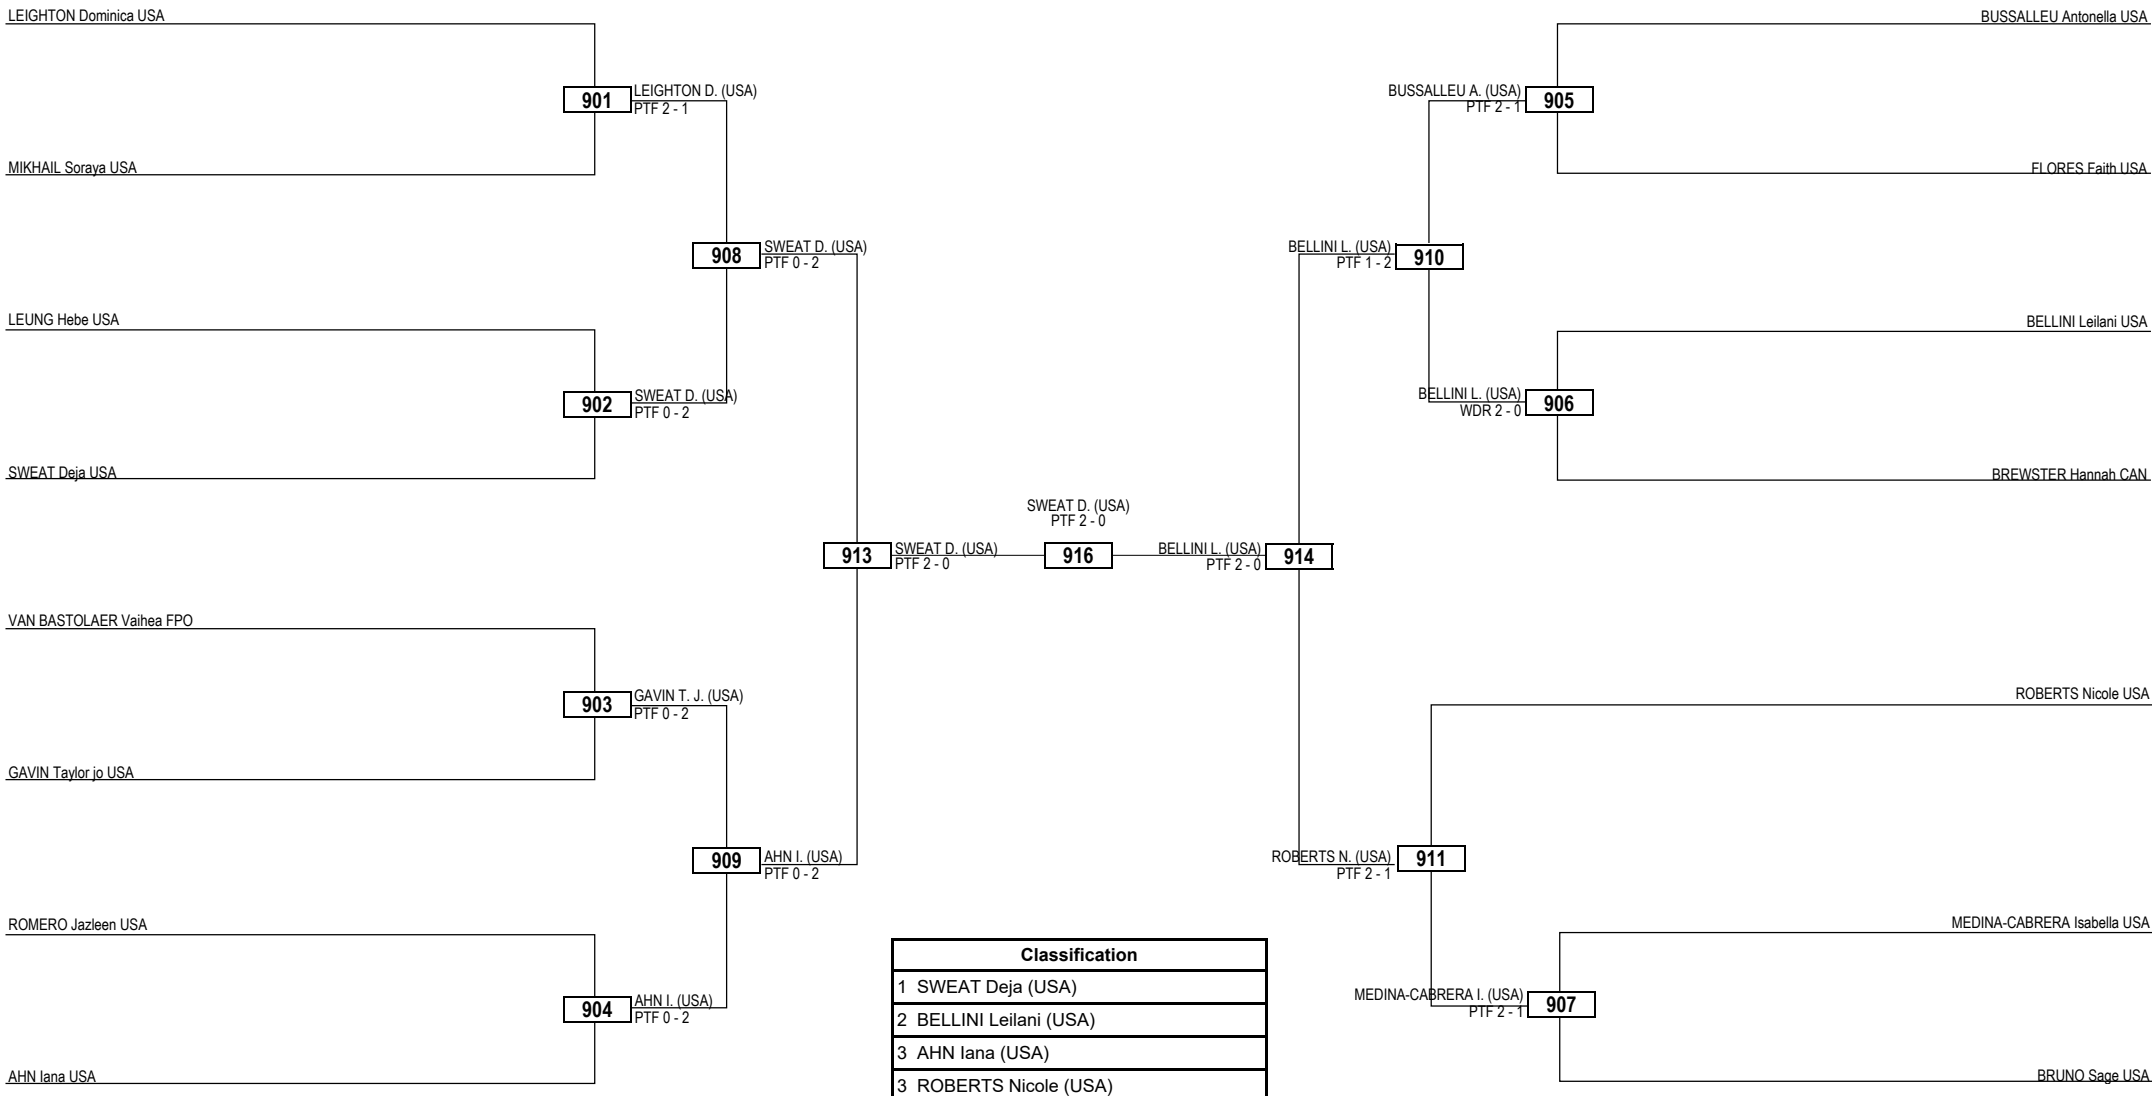 LEIGHTON Dominica USA
901
LEIGHTON D. (USA)
PTF 2 - 1
MIKHAIL Soraya USA
908
SWEAT D. (USA)
PTF 0 - 2
LEUNG Hebe USA
902
SWEAT D. (USA)
PTF 0 - 2
SWEAT Deja USA
913
SWEAT D. (USA)
PTF 2 - 0
VAN BASTOLAER Vaihea FPO
903
GAVIN T. J. (USA)
PTF 0 - 2
GAVIN Taylor jo USA
909
AHN I. (USA)
PTF 0 - 2
ROMERO Jazleen USA
904
AHN I. (USA)
PTF 0 - 2
AHN Iana USA
SWEAT D. (USA)
PTF 2 - 0
916
BUSSALLEU Antonella USA
BUSSALLEU A. (USA)
PTF 2 - 1
905
FLORES Faith USA
BELLINI L. (USA)
PTF 1 - 2
910
BELLINI Leilani USA
BELLINI L. (USA)
WDR 2 - 0
906
BREWSTER Hannah CAN
BELLINI L. (USA)
PTF 2 - 0
914
ROBERTS Nicole USA
ROBERTS N. (USA)
PTF 2 - 1
911
MEDINA-CABRERA Isabella USA
MEDINA-CABRERA I. (USA)
PTF 2 - 1
907
BRUNO Sage USA
Classification
1 SWEAT Deja (USA)
2 BELLINI Leilani (USA)
3 AHN Iana (USA)
3 ROBERTS Nicole (USA)